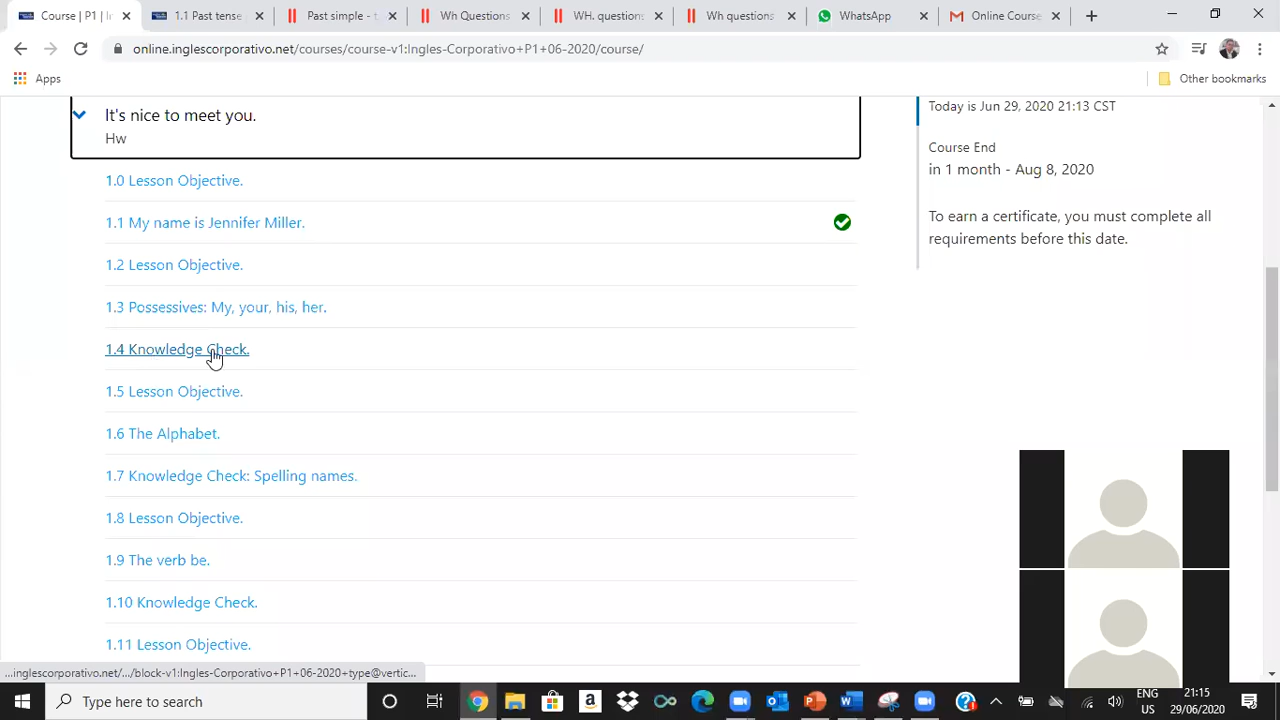 Course | P1 | In
1.1 Past tense
Past simple - t
Wh Questions
WH. questions
Wh questions
WhatsApp
Online Course
online.inglescorporativo.net/courses/course-v1:Ingles-Corporativo+P1+06-2020/course/
Apps
Other bookmarks
It's nice to meet you.
Hw
1.0 Lesson Objective.
1.1 My name is Jennifer Miller.
1.2 Lesson Objective.
1.3 Possessives: My, your, his, her.
1.4 Knowledge Check.
1.5 Lesson Objective.
1.6 The Alphabet.
1.7 Knowledge Check: Spelling names.
1.8 Lesson Objective.
1.9 The verb be.
1.10 Knowledge Check.
1.11 Lesson Objective.
Today is Jun 29, 2020 21:13 CST
Course End
in 1 month - Aug 8, 2020
To earn a certificate, you must complete all
requirements before this date.
...inglescorporativo.net/.../block-v1:Ingles-Corporativo+P1+06-2020+type@vertic...
Type here to search
ENG
US
21:15
29/06/2020